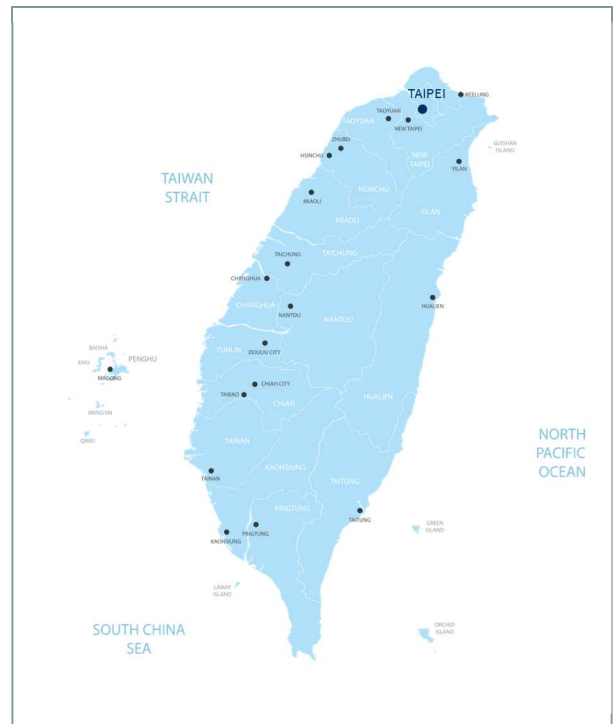 TAIPEI
KEELUNG
TAOYUAN
TAOYUAN
NEW TAIPEI
ZHUBEI
HSINCHU
GUISHAN
ISLAND
NEW
TAIPEI
YILAN
TAIWAN
STRAIT
HSINCHU
MIAOLI
MIAOLI
YILAN
TAICHUNG
TAICHUNG
CHANGHUA
CHANGHUA
NANTOU
NANTOU
HUALIEN
YUNLIN
DOULIU CITY
BAISHA
XIYU
PENGHU
MAGONG
CHIAYI CITY
TAIBAO
CHIAYI
HUALIEN
WANG'AN
QIMEI
TAINAN
NORTH
PACIFIC
OCEAN
KAOHSIUNG
TAINAN
TAITUNG
PINGTUNG
TAITUNG
PINGTUNG
KAOHSIUNG
GREEN
ISLAND
LAMAY
ISLAND
SOUTH CHINA
SEA
ORCHID
ISLAND